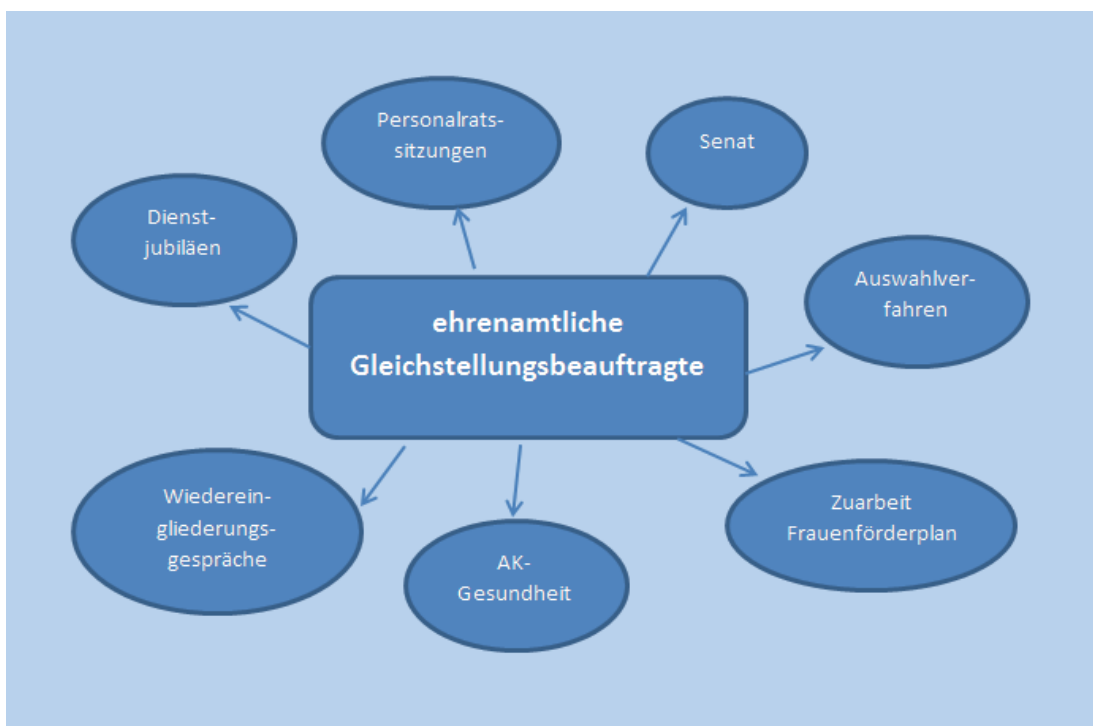 Personalrats-
sitzungen
Senat
Dienst-
jubiläen
Auswahlver-
fahren
ehrenamtliche
Gleichstellungsbeauftragte
Wiederein-
gliederungs-
gespräche
AK-
Gesundheit
Zuarbeit
Frauenförderplan